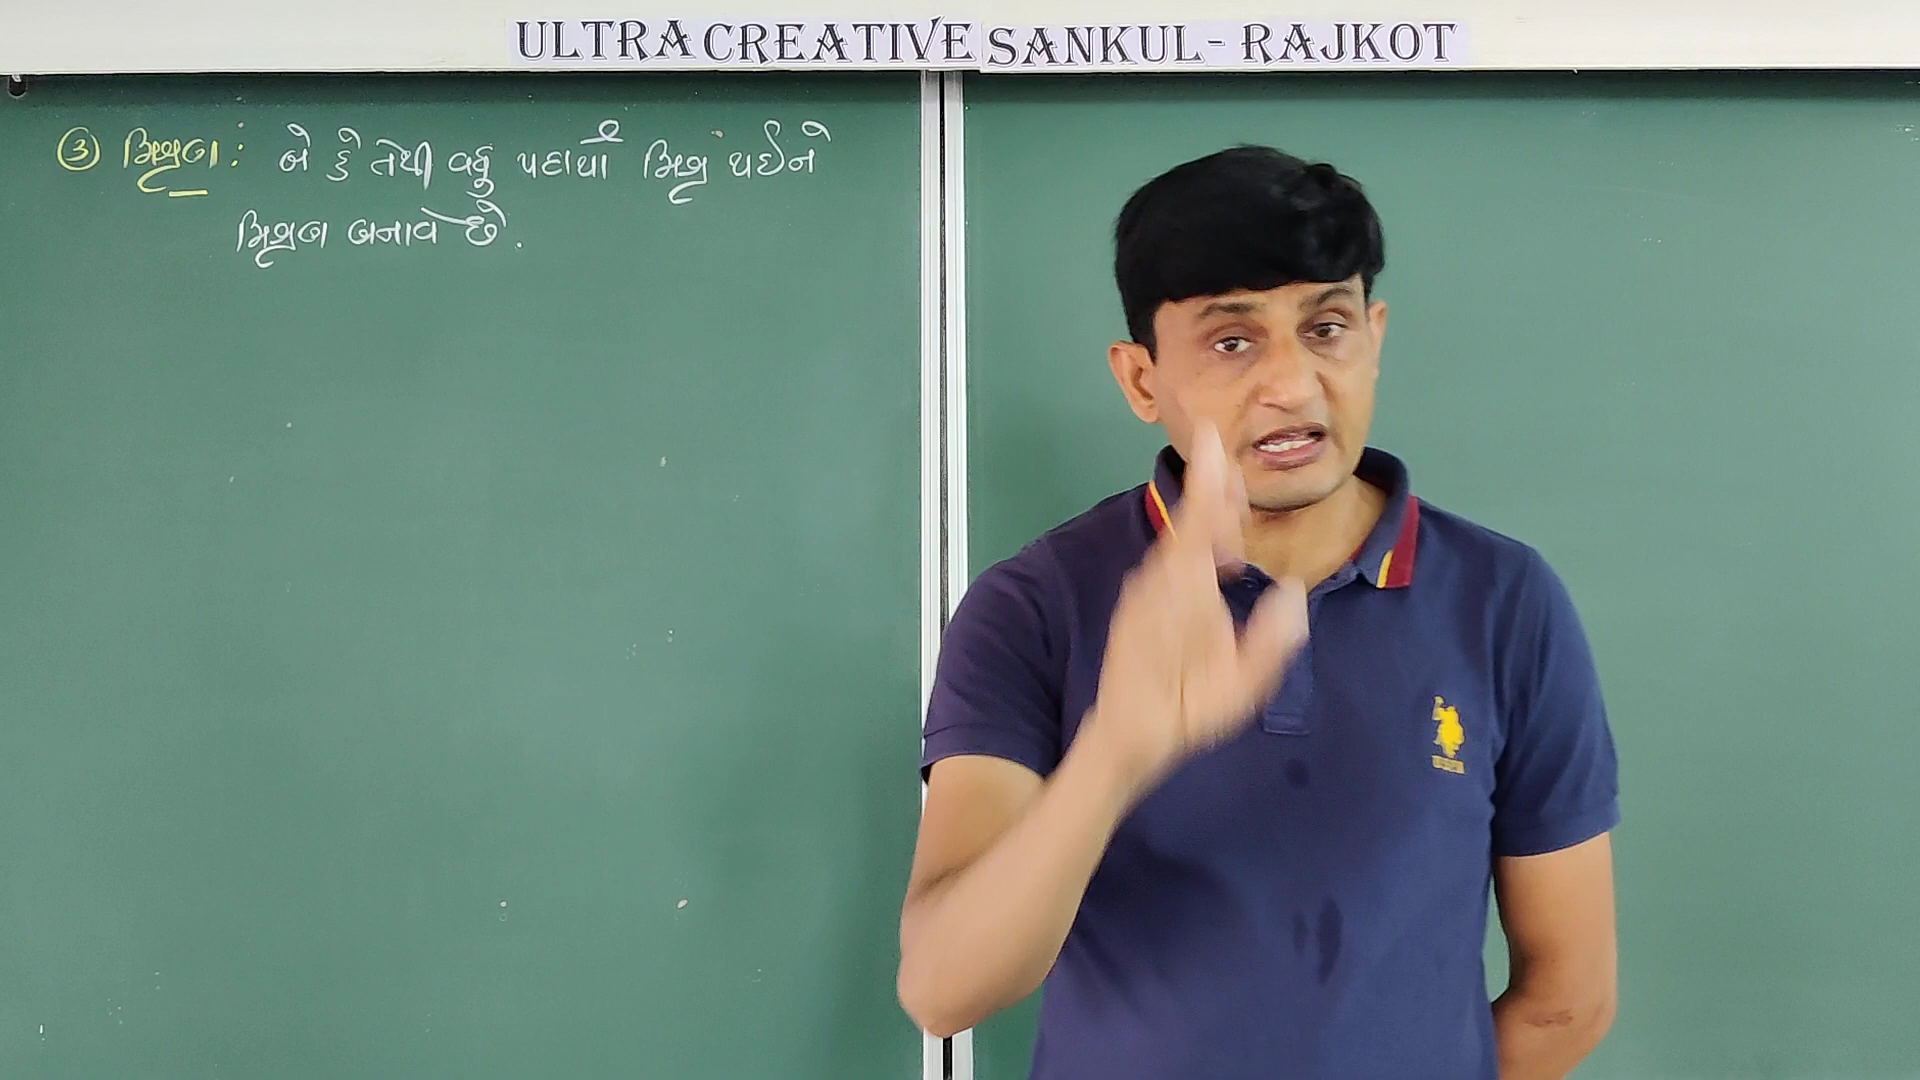 ULTRA CREATIVE SANKUL - RAJKOT
③ મિશ્રણ : બે કે તેથી વધુ પદાર્થો મિશ્ર થઈને
મિશ્રણ બનાવે છે.